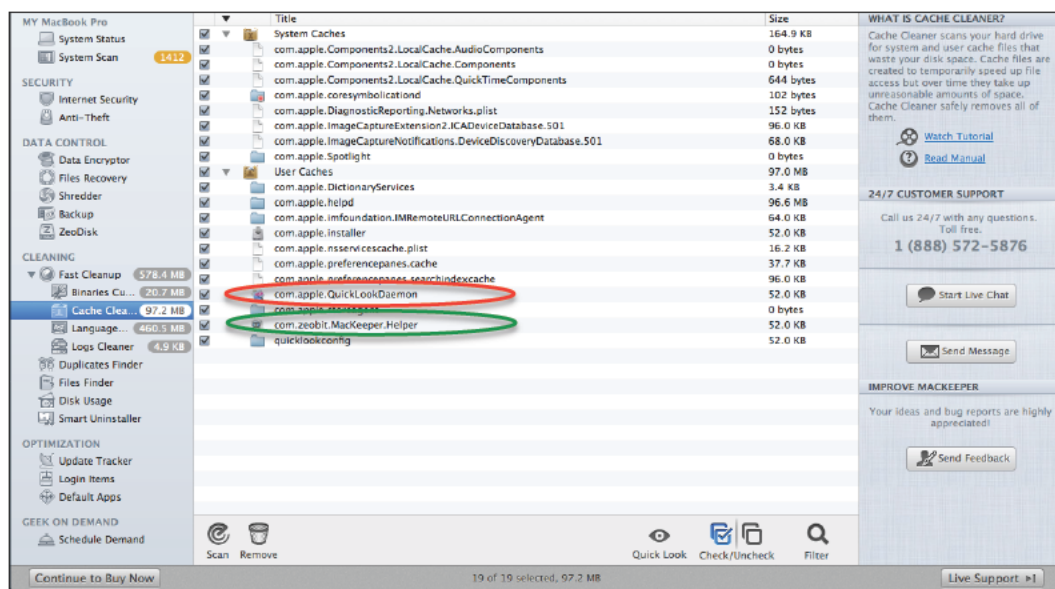 MY MacBook Pro
System Status
System Scan 1412
SECURITY
Internet Security
Anti-Theft
DATA CONTROL
Data Encryptor
Files Recovery
Shredder
Backup
ZeoDisk
CLEANING
Fast Cleanup 578.4 MB
Binaries Cu... 20.7 MB
Cache Clea... 97.2 MB
Language... 460.5 MB
Logs Cleaner 4.9 KB
Duplicates Finder
Files Finder
Disk Usage
Smart Uninstaller
OPTIMIZATION
Update Tracker
Login Items
Default Apps
GEEK ON DEMAND
Schedule Demand
Title Size
System Caches 164.9 KB
com.apple.Components2.LocalCache.AudioComponents 0 bytes
com.apple.Components2.LocalCache.Components 0 bytes
com.apple.Components2.LocalCache.QuickTimeComponents 644 bytes
com.apple.coresymbolicationd 102 bytes
com.apple.DiagnosticReporting.Networks.plist 152 bytes
com.apple.ImageCaptureExtension2.ICADeviceDatabase.501 96.0 KB
com.apple.ImageCaptureNotifications.DeviceDiscoveryDatabase.501 68.0 KB
com.apple.Spotlight 0 bytes
User Caches 97.0 MB
com.apple.DictionaryServices 3.4 KB
com.apple.helpd 96.6 MB
com.apple.imfoundation.IMRemoteURLConnectionAgent 64.0 KB
com.apple.installer 52.0 KB
com.apple.nsservicescache.plist 16.2 KB
com.apple.preferencepanes.cache 37.7 KB
com.apple.preferencepanes.searchindexcache 96.0 KB
com.apple.QuickLookDaemon 52.0 KB
0 bytes
com.zeobit.MacKeeper.Helper 52.0 KB
quicklookconfig 52.0 KB
Scan Remove Quick Look Check/Uncheck Filter
WHAT IS CACHE CLEANER?
Cache Cleaner scans your hard drive
for system and user cache files that
waste your disk space. Cache files are
created to temporarily speed up file
access but over time they take up
unreasonable amounts of space.
Cache Cleaner safely removes all of
them.
Watch Tutorial
Read Manual
24/7 CUSTOMER SUPPORT
Call us 24/7 with any questions.
Toll free.
1 (888) 572-5876
Start Live Chat
Send Message
IMPROVE MACKEEPER
Your ideas and bug reports are highly
appreciated!
Send Feedback
Continue to Buy Now 19 of 19 selected, 97.2 MB Live Support